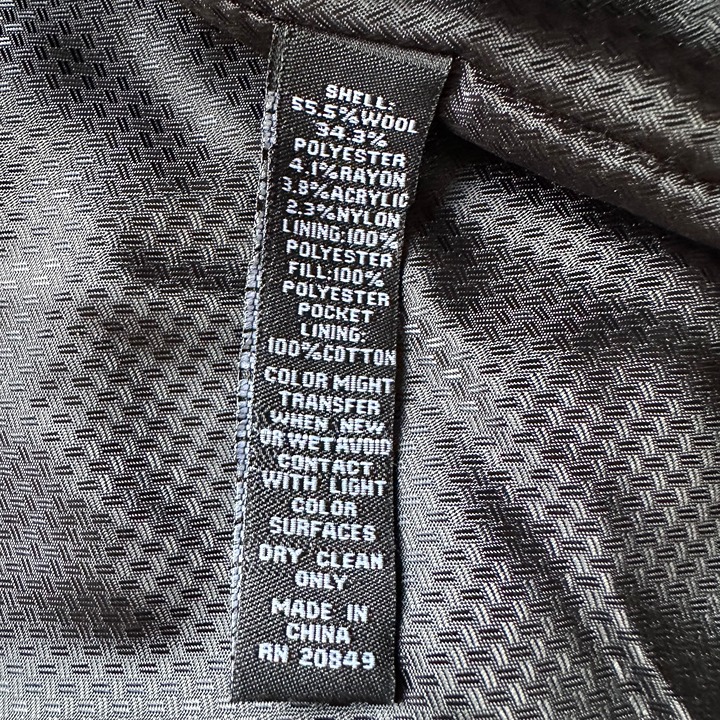 SHELL:
55.5%WOOL
34.3%
POLYESTER
4.1%RAYON
3.8%ACRYLIC
2.3%NYLON
LINING:100%
POLYESTER
FILL:100%
POLYESTER
POCKET
LINING:
100%COTTON
COLOR MIGHT
TRANSFER
WHEN NEW
OR WET AVOID
CONTACT
WITH LIGHT
COLOR
SURFACES
DRY CLEAN
ONLY
MADE IN
CHINA
RN 20849